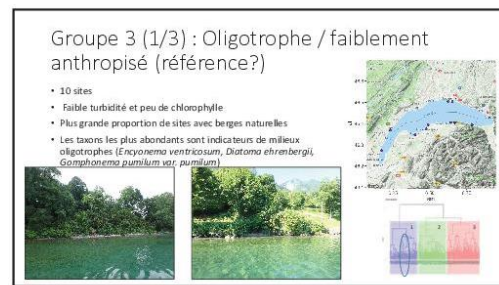 Groupe 3 (1/3) : Oligotrophe / faiblement
anthropisé (référence?)
• 10 sites
• Faible turbidité et peu de chlorophylle
• Plus grande proportion de sites avec berges naturelles
• Les taxons les plus abondants sont indicateurs de milieux
oligotrophes (Encyonema ventricosum, Diatoma ehrenbergii,
Gomphonema pumilum var. pumilum)
1
2
3